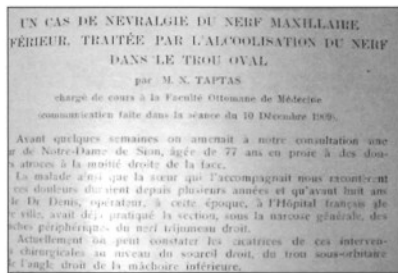 UN CAS DE NEVRALGIE DU NERF MAXILLAIRE
FÉRIEUR, TRAITÉE PAR L'ALCOOLISATION DU NERF
DANS LE TROU OVAL
par M. N. TAPTAS
chargé de cours à la Faculté Ottomane de Médecine
communication faite dans la séance du 10 Décembre 1909.
Avant quelques semaines on amenait à notre consultation une
de Notre-Dame de Sion, âgée de 77 ans en proie à des dou-
s atroces à la moitié droite de la face.
La malade ainsi que la sœur qui l'accompagnait nous racontèrent
ces douleurs duraient depuis plusieurs années et qu'avant huit ans
le Dr Denis, opérateur, à cette époque, à l'Hôpital français de
e ville, avait déjà pratiqué la section, sous la narcose générale, des
ches périphériques du nerf trijumeau droit.
Actuellement on peut constater les cicatrices de ces interven-
chirurgicales au niveau du sourcil droit, du trou sous-orbitaire
l'angle droit de la mâchoire inférieure.